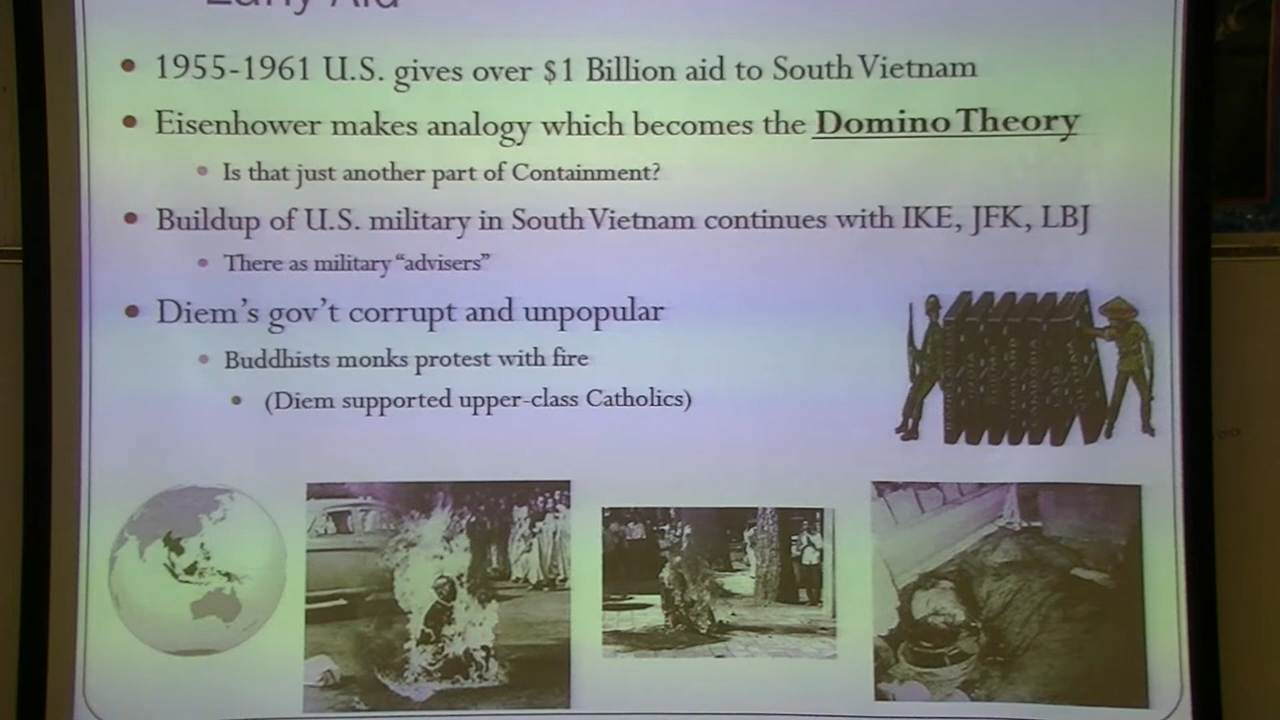 Early Aid
1955-1961 U.S. gives over $1 Billion aid to South Vietnam
Eisenhower makes analogy which becomes the Domino Theory
Is that just another part of Containment?
Buildup of U.S. military in South Vietnam continues with IKE, JFK, LBJ
There as military “advisers”
Diem’s gov’t corrupt and unpopular
Buddhists monks protest with fire
(Diem supported upper-class Catholics)